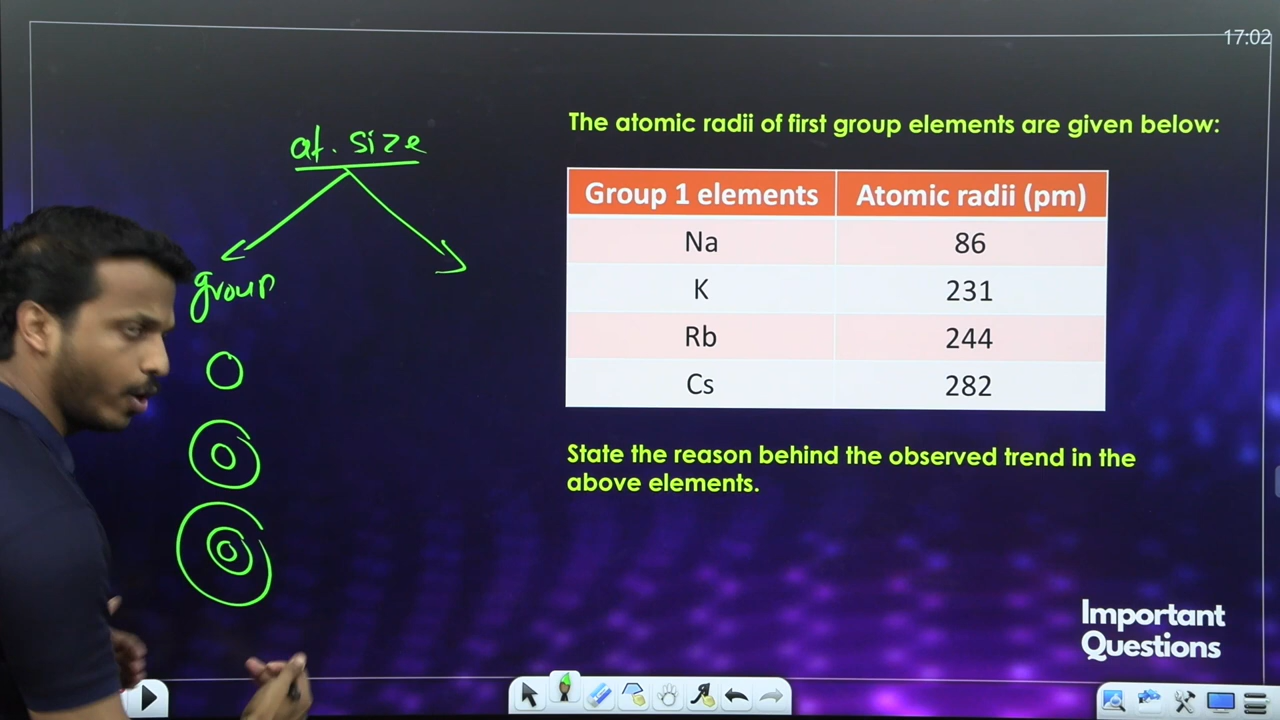 17:02
at. size
group
The atomic radii of first group elements are given below:
Group 1 elements Atomic radii (pm)
Na 86
K 231
Rb 244
Cs 282
State the reason behind the observed trend in the
above elements.
Important
Questions